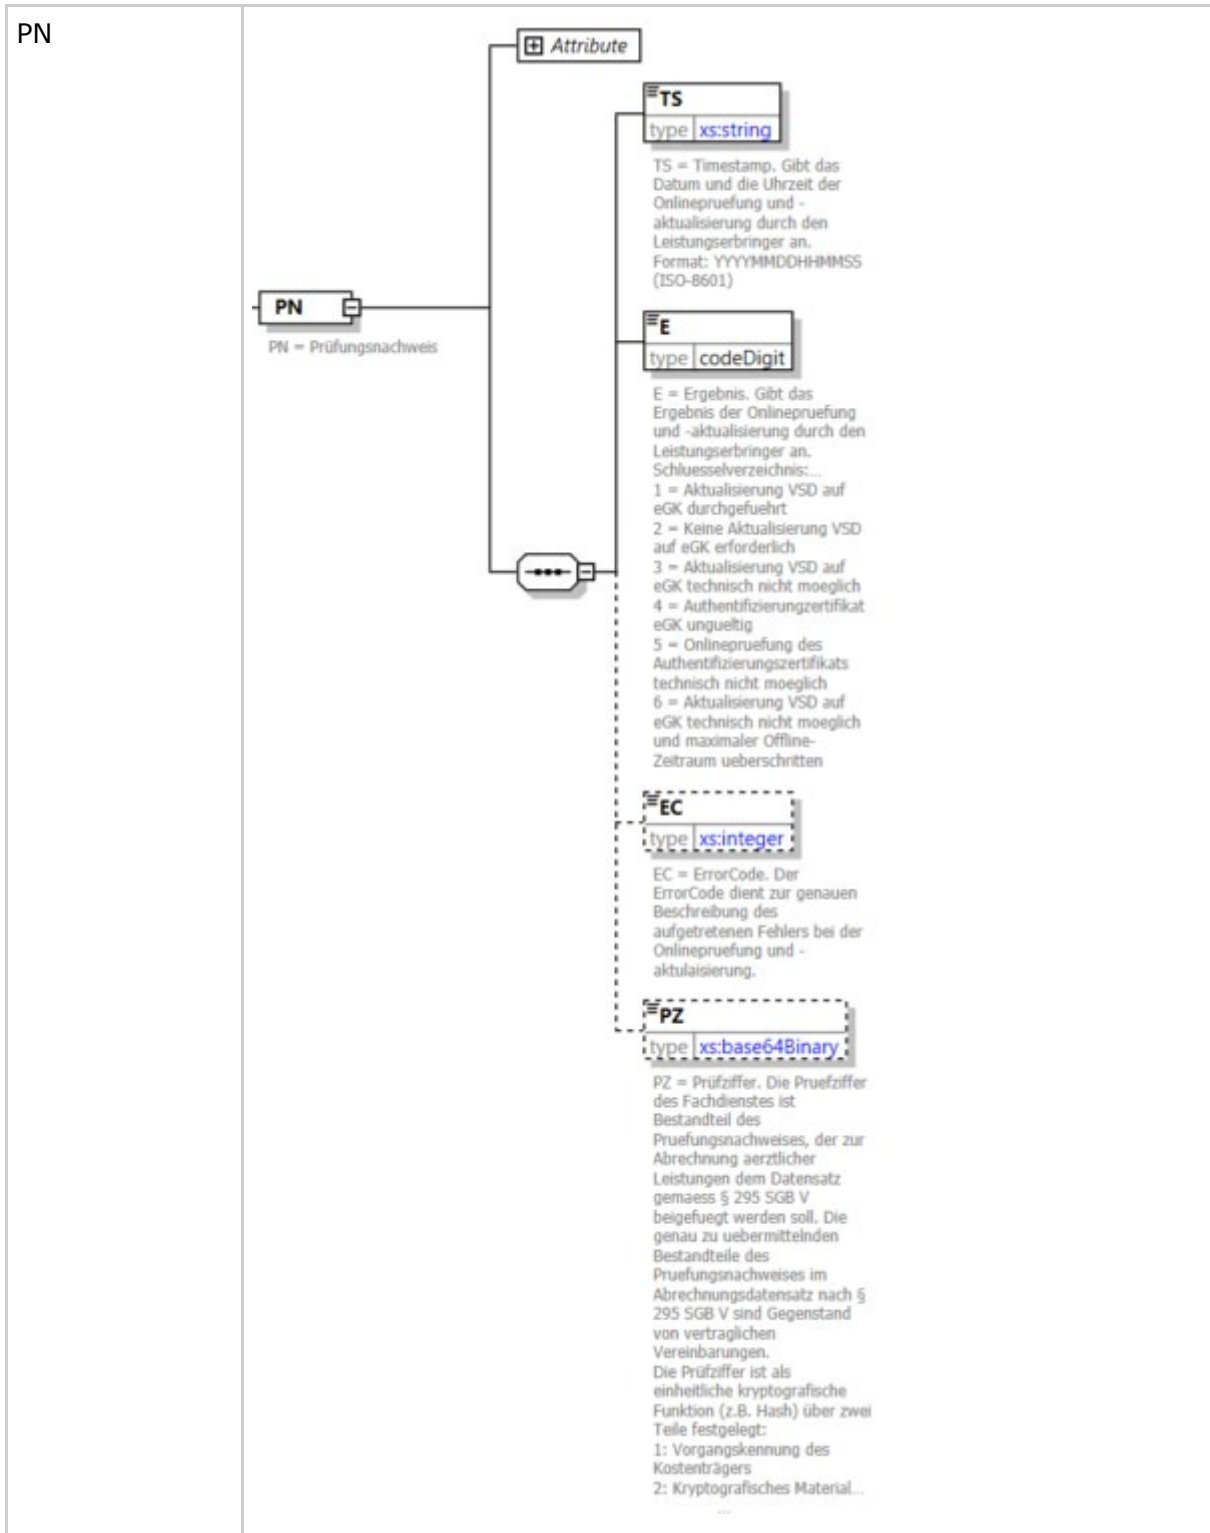 PN
Attribute
TS
type xs:string
TS = Timestamp. Gibt das
Datum und die Uhrzeit der
Onlinepruefung und -
aktualisierung durch den
Leistungserbringer an.
Format: YYYYMMDDHHMMSS
(ISO-8601)
PN
PN = Prüfungsnachweis
E
type codeDigit
E = Ergebnis. Gibt das
Ergebnis der Onlinepruefung
und -aktualisierung durch den
Leistungserbringer an.
Schluesselverzeichnis:...
1 = Aktualisierung VSD auf
eGK durchgefuehrt
2 = Keine Aktualisierung VSD
auf eGK erforderlich
3 = Aktualisierung VSD auf
eGK technisch nicht moeglich
4 = Authentifizierungzertifikat
eGK ungueltig
5 = Onlinepruefung des
Authentifizierungszertifikats
technisch nicht moeglich
6 = Aktualisierung VSD auf
eGK technisch nicht moeglich
und maximaler Offline-
Zeitraum ueberschritten
EC
type xs:integer
EC = ErrorCode. Der
ErrorCode dient zur genauen
Beschreibung des
aufgetretenen Fehlers bei der
Onlinepruefung und -
aktulaisierung.
PZ
type xs:base64Binary
PZ = Prüfziffer. Die Pruefziffer
des Fachdienstes ist
Bestandteil des
Pruefungsnachweises, der zur
Abrechnung aerztlicher
Leistungen dem Datensatz
gemaess § 295 SGB V
beigefuegt werden soll. Die
genau zu uebermittelnden
Bestandteile des
Pruefungsnachweises im
Abrechnungsdatensatz nach §
295 SGB V sind Gegenstand
von vertraglichen
Vereinbarungen.
Die Prüfziffer ist als
einheitliche kryptografische
Funktion (z.B. Hash) über zwei
Teile festgelegt:
1: Vorgangskennung des
Kostenträgers
2: Kryptografisches Material...
...